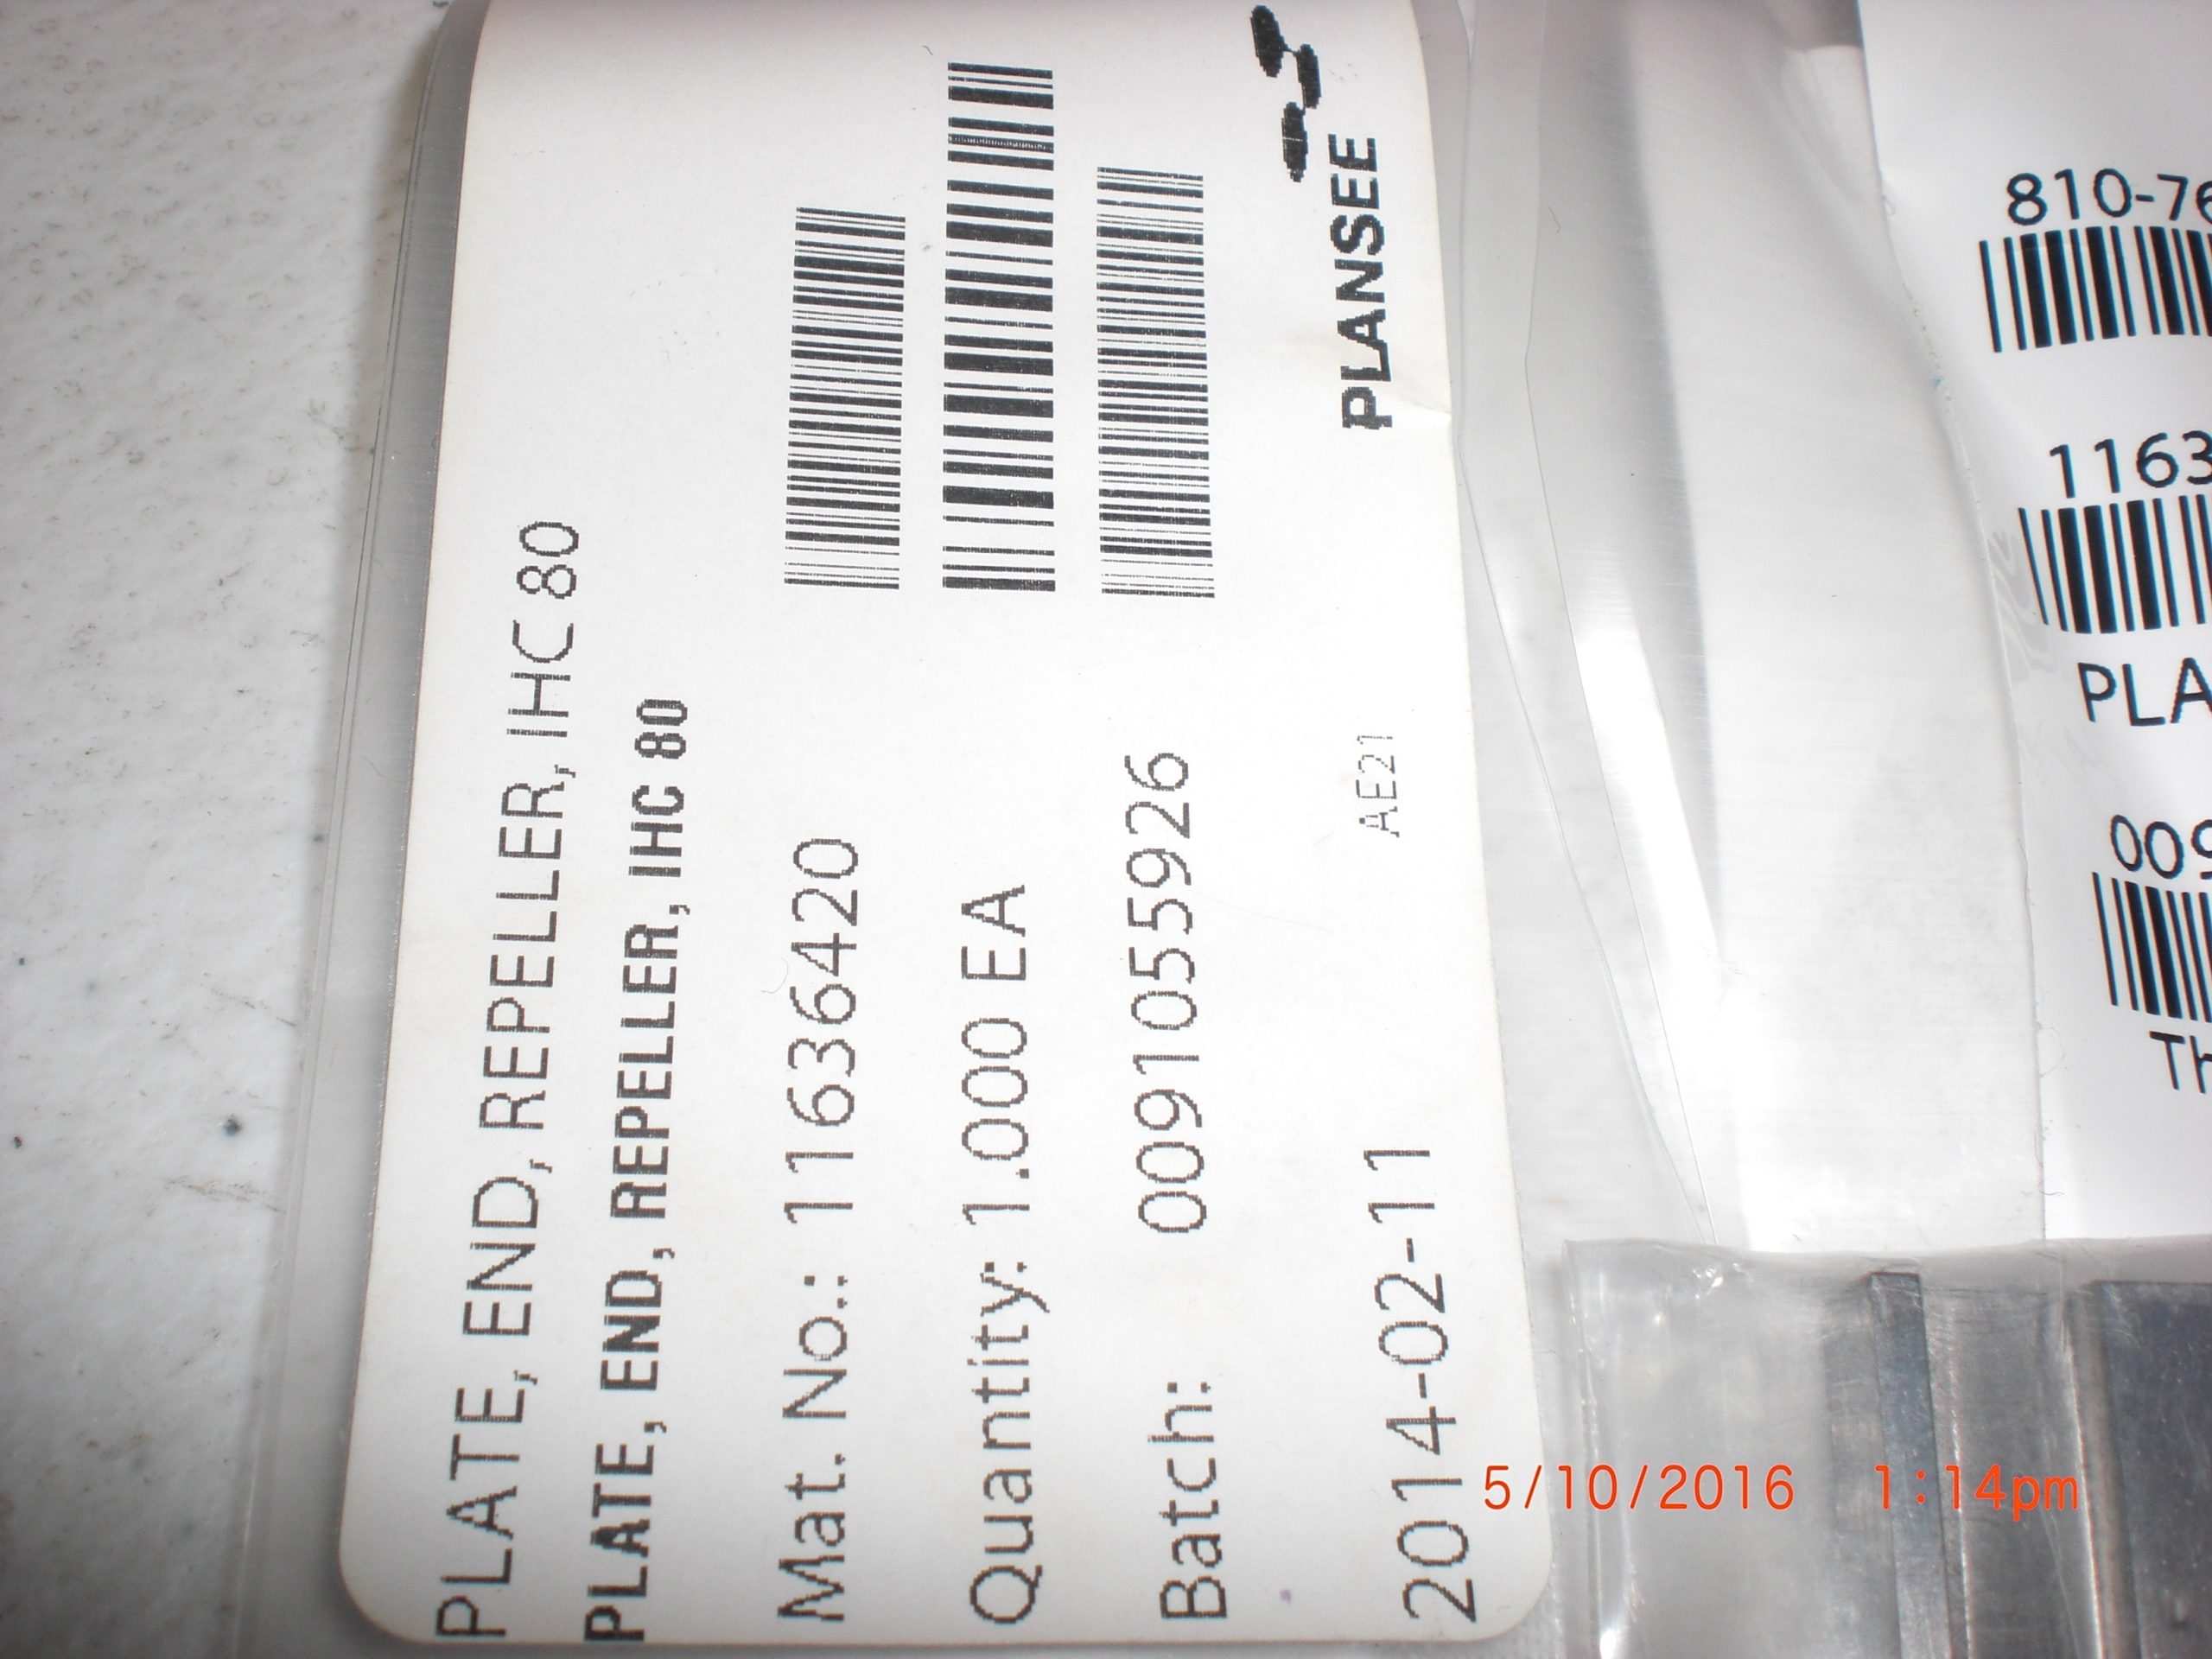 PLATE, END, REPELLER, IHC 80
PLATE, END, REPELLER, IHC 80
Mat. No.: 11636420
Quantity: 1.000 EA
Batch: 0091055926
2014-02-11
AE21
PLANSEE
810-76
1163
PLA
009
Th
5/10/2016 1:14pm